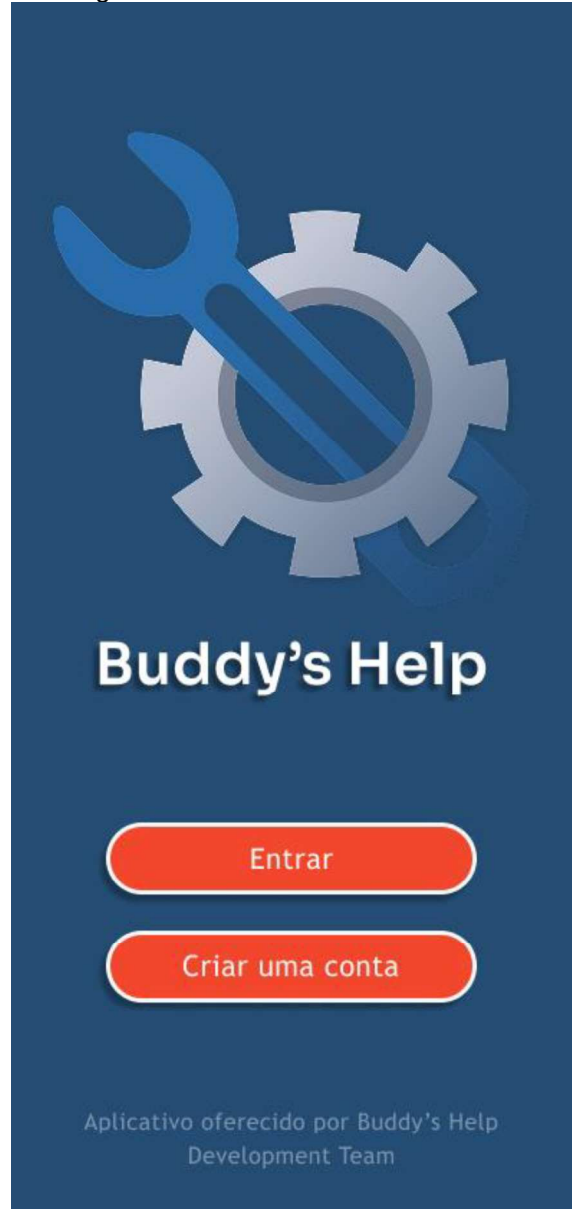 Buddy’s Help
Entrar
Criar uma conta
Aplicativo oferecido por Buddy’s Help
Development Team